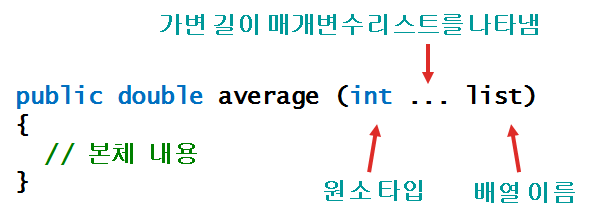 가변 길이 매개변수리스트를 나타냄
public double average (int ... list)
{
// 본체 내용
}
원소 타입
배열 이름